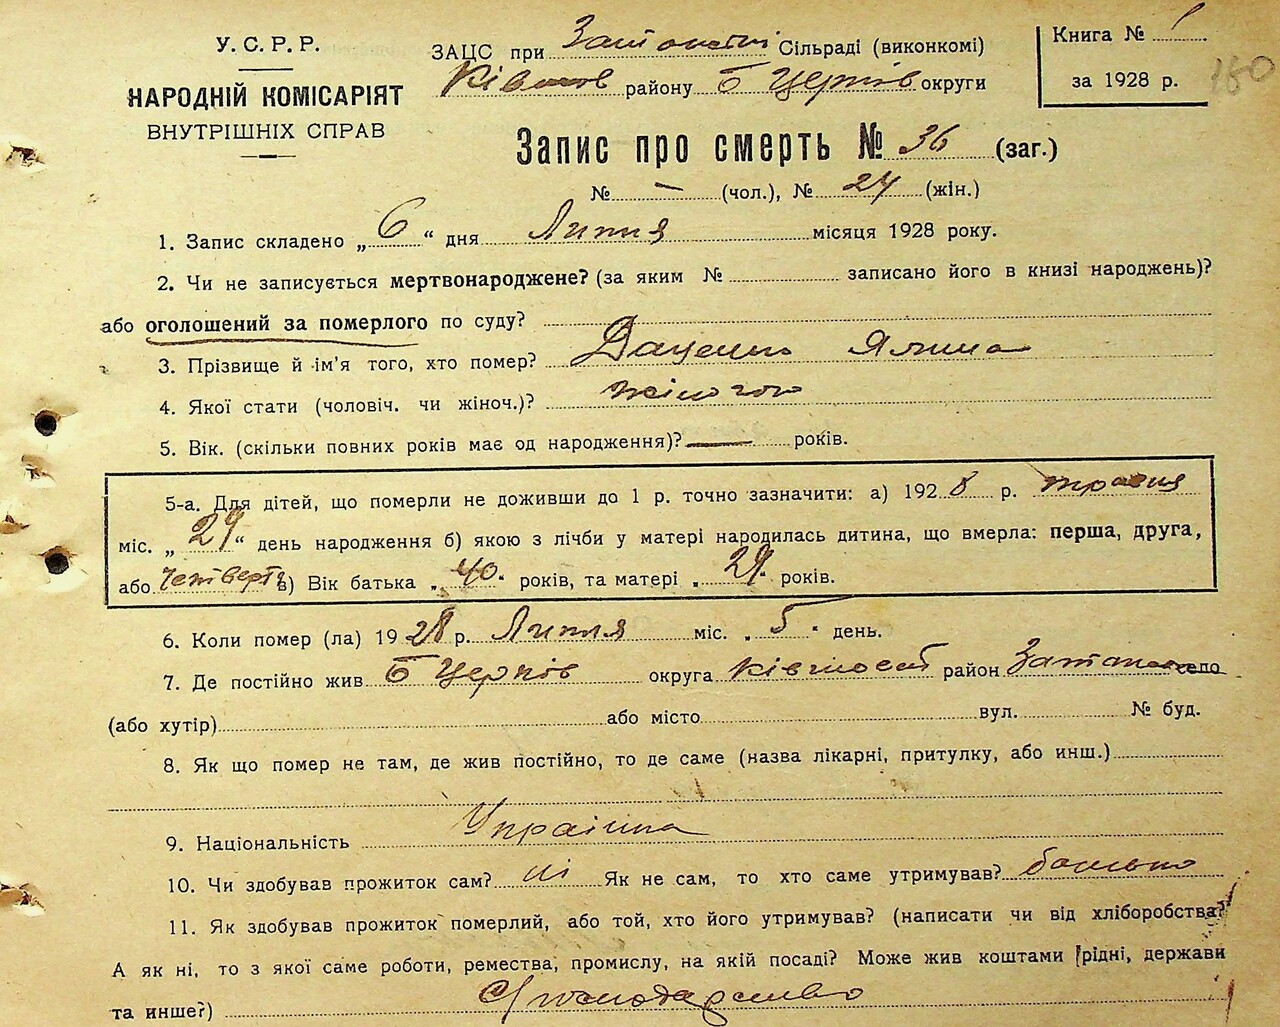 У. С. Р. Р.
НАРОДНІЙ КОМІСАРІЯТ
ВНУТРІШНІХ СПРАВ
ЗАЦС при Сільраді (виконкомі)
району Б Церків округи
Книга № 1
за 1928 р. 160
Запис про смерть № 36 (заг.)
№ – (чол.), № 24 (жін.)
1. Запис складено „ 6 “ дня Липня місяця 1928 року.
2. Чи не записується мертвонароджене? (за яким № записано його в книзі народжень)?
або оголошений за померлого по суду?
3. Прізвище й ім’я того, хто помер?
4. Якої стати (чоловіч. чи жіноч.)? жіночого
5. Вік. (скільки повних років має од народження)? — років.
5-а. Для дітей, що померли не доживши до 1 р. точно зазначити: а) 1928 р. травня
міс. „ 29 “ день народження б) якою з лічби у матері народилась дитина, що вмерла: перша, друга,
або четверта в) Вік батька „ 40 “ років, та матері „ 29 “ років.
6. Коли помер (ла) 1928 р. Липня міс. „ 5 “ день.
7. Де постійно жив Б Церків округа район село
(або хутір) або місто вул. № буд.
8. Як що помер не там, де жив постійно, то де саме (назва лікарні, притулку, або инш.)
9. Національність Українка
10. Чи здобував прожиток сам? ні Як не сам, то хто саме утримував? батько
11. Як здобував прожиток померлий, або той, хто його утримував? (написати чи від хліборобства?
А як ні, то з якої саме роботи, ремества, промислу, на якій посаді? Може жив коштами рідні, держави
та инше?)